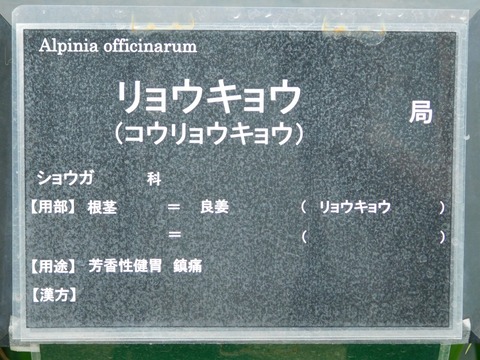 Alpinia officinarum
リョウキョウ
(コウリョウキョウ) 局
ショウガ 科
【用部】 根茎 = 良姜 ( リョウキョウ )
= ( )
【用途】 芳香性健胃 鎮痛
【漢方】